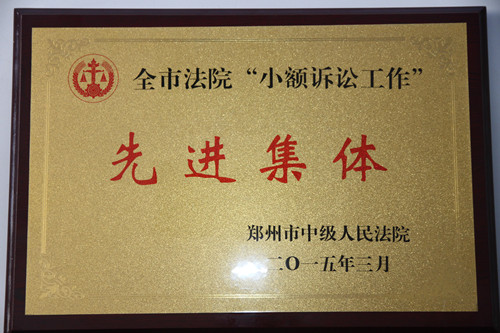 全市法院“小额诉讼工作”
先进集体
郑州市中级人民法院
二〇一五年三月